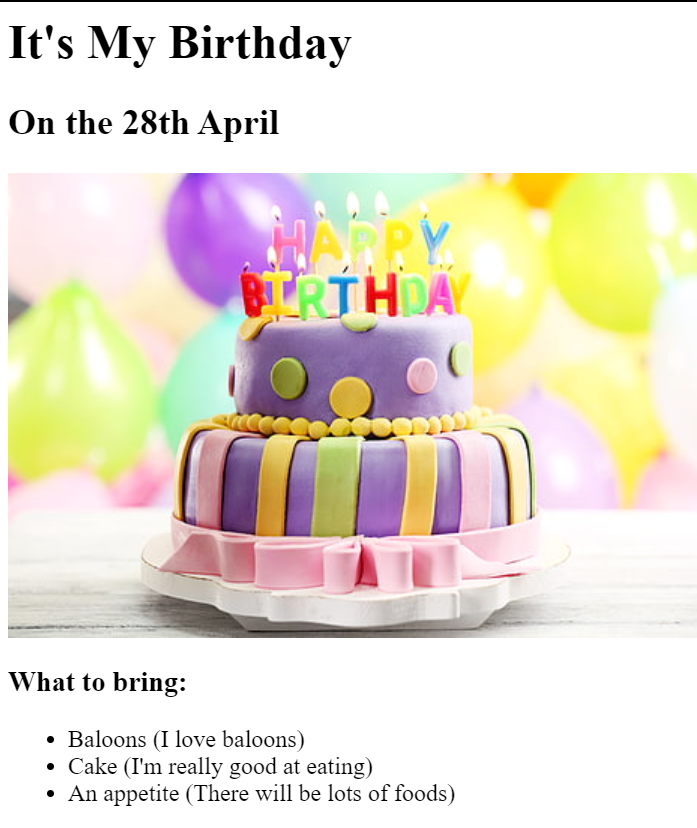 It's My Birthday
On the 28th April
HAPPY
BIRTHDAY
What to bring:
Baloons (I love baloons)
Cake (I'm really good at eating)
An appetite (There will be lots of foods)